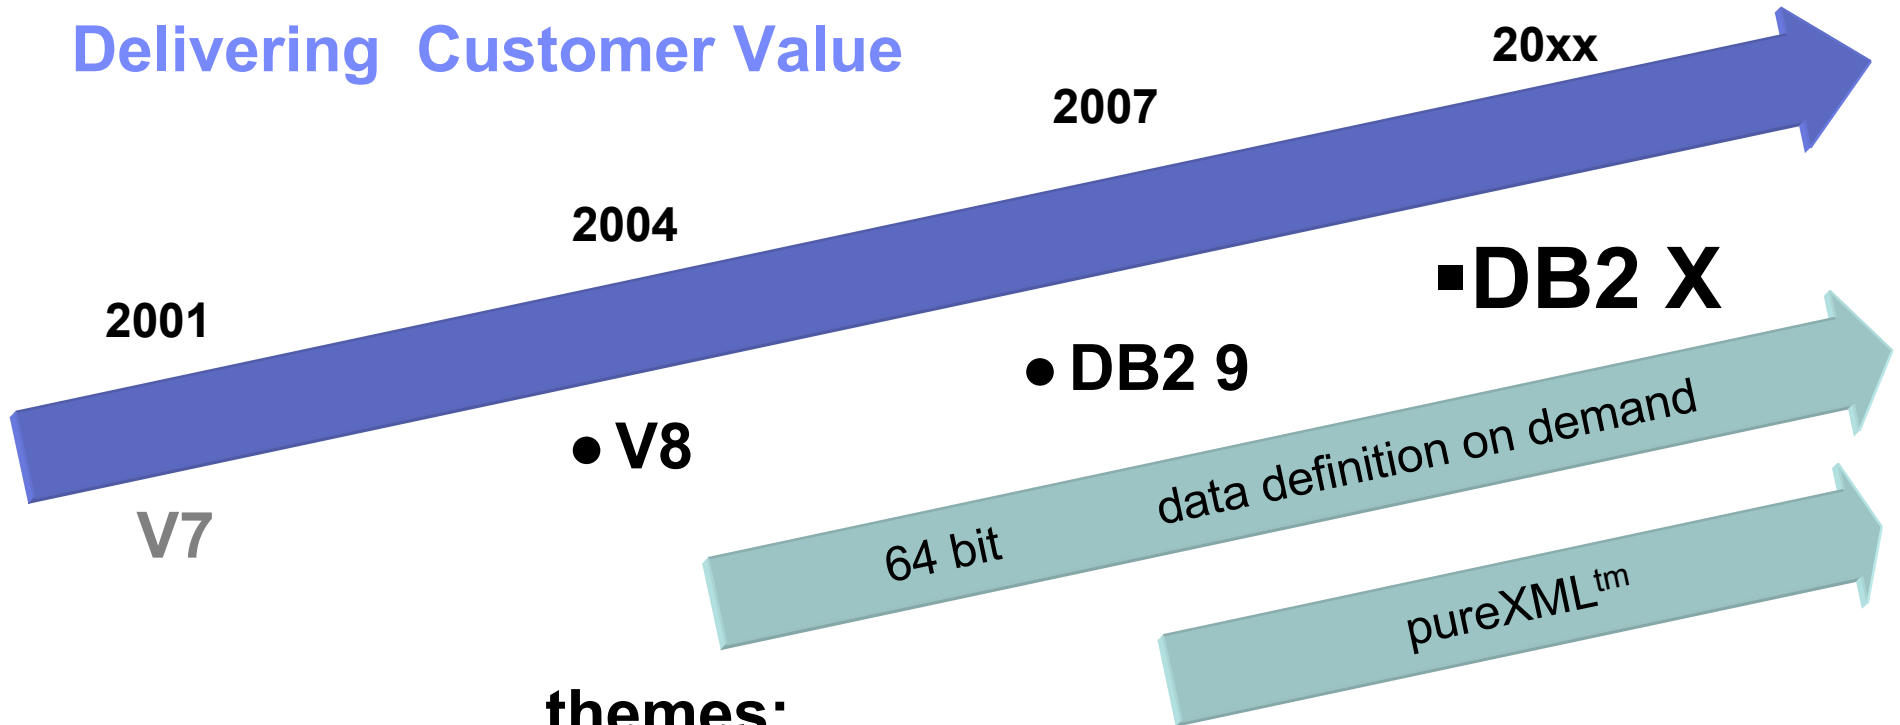 Delivering Customer Value
20xx
2007
2004
2001
▪DB2 X
● DB2 9
● V8
V7
64 bit data definition on demand
pureXMLtm
themes: